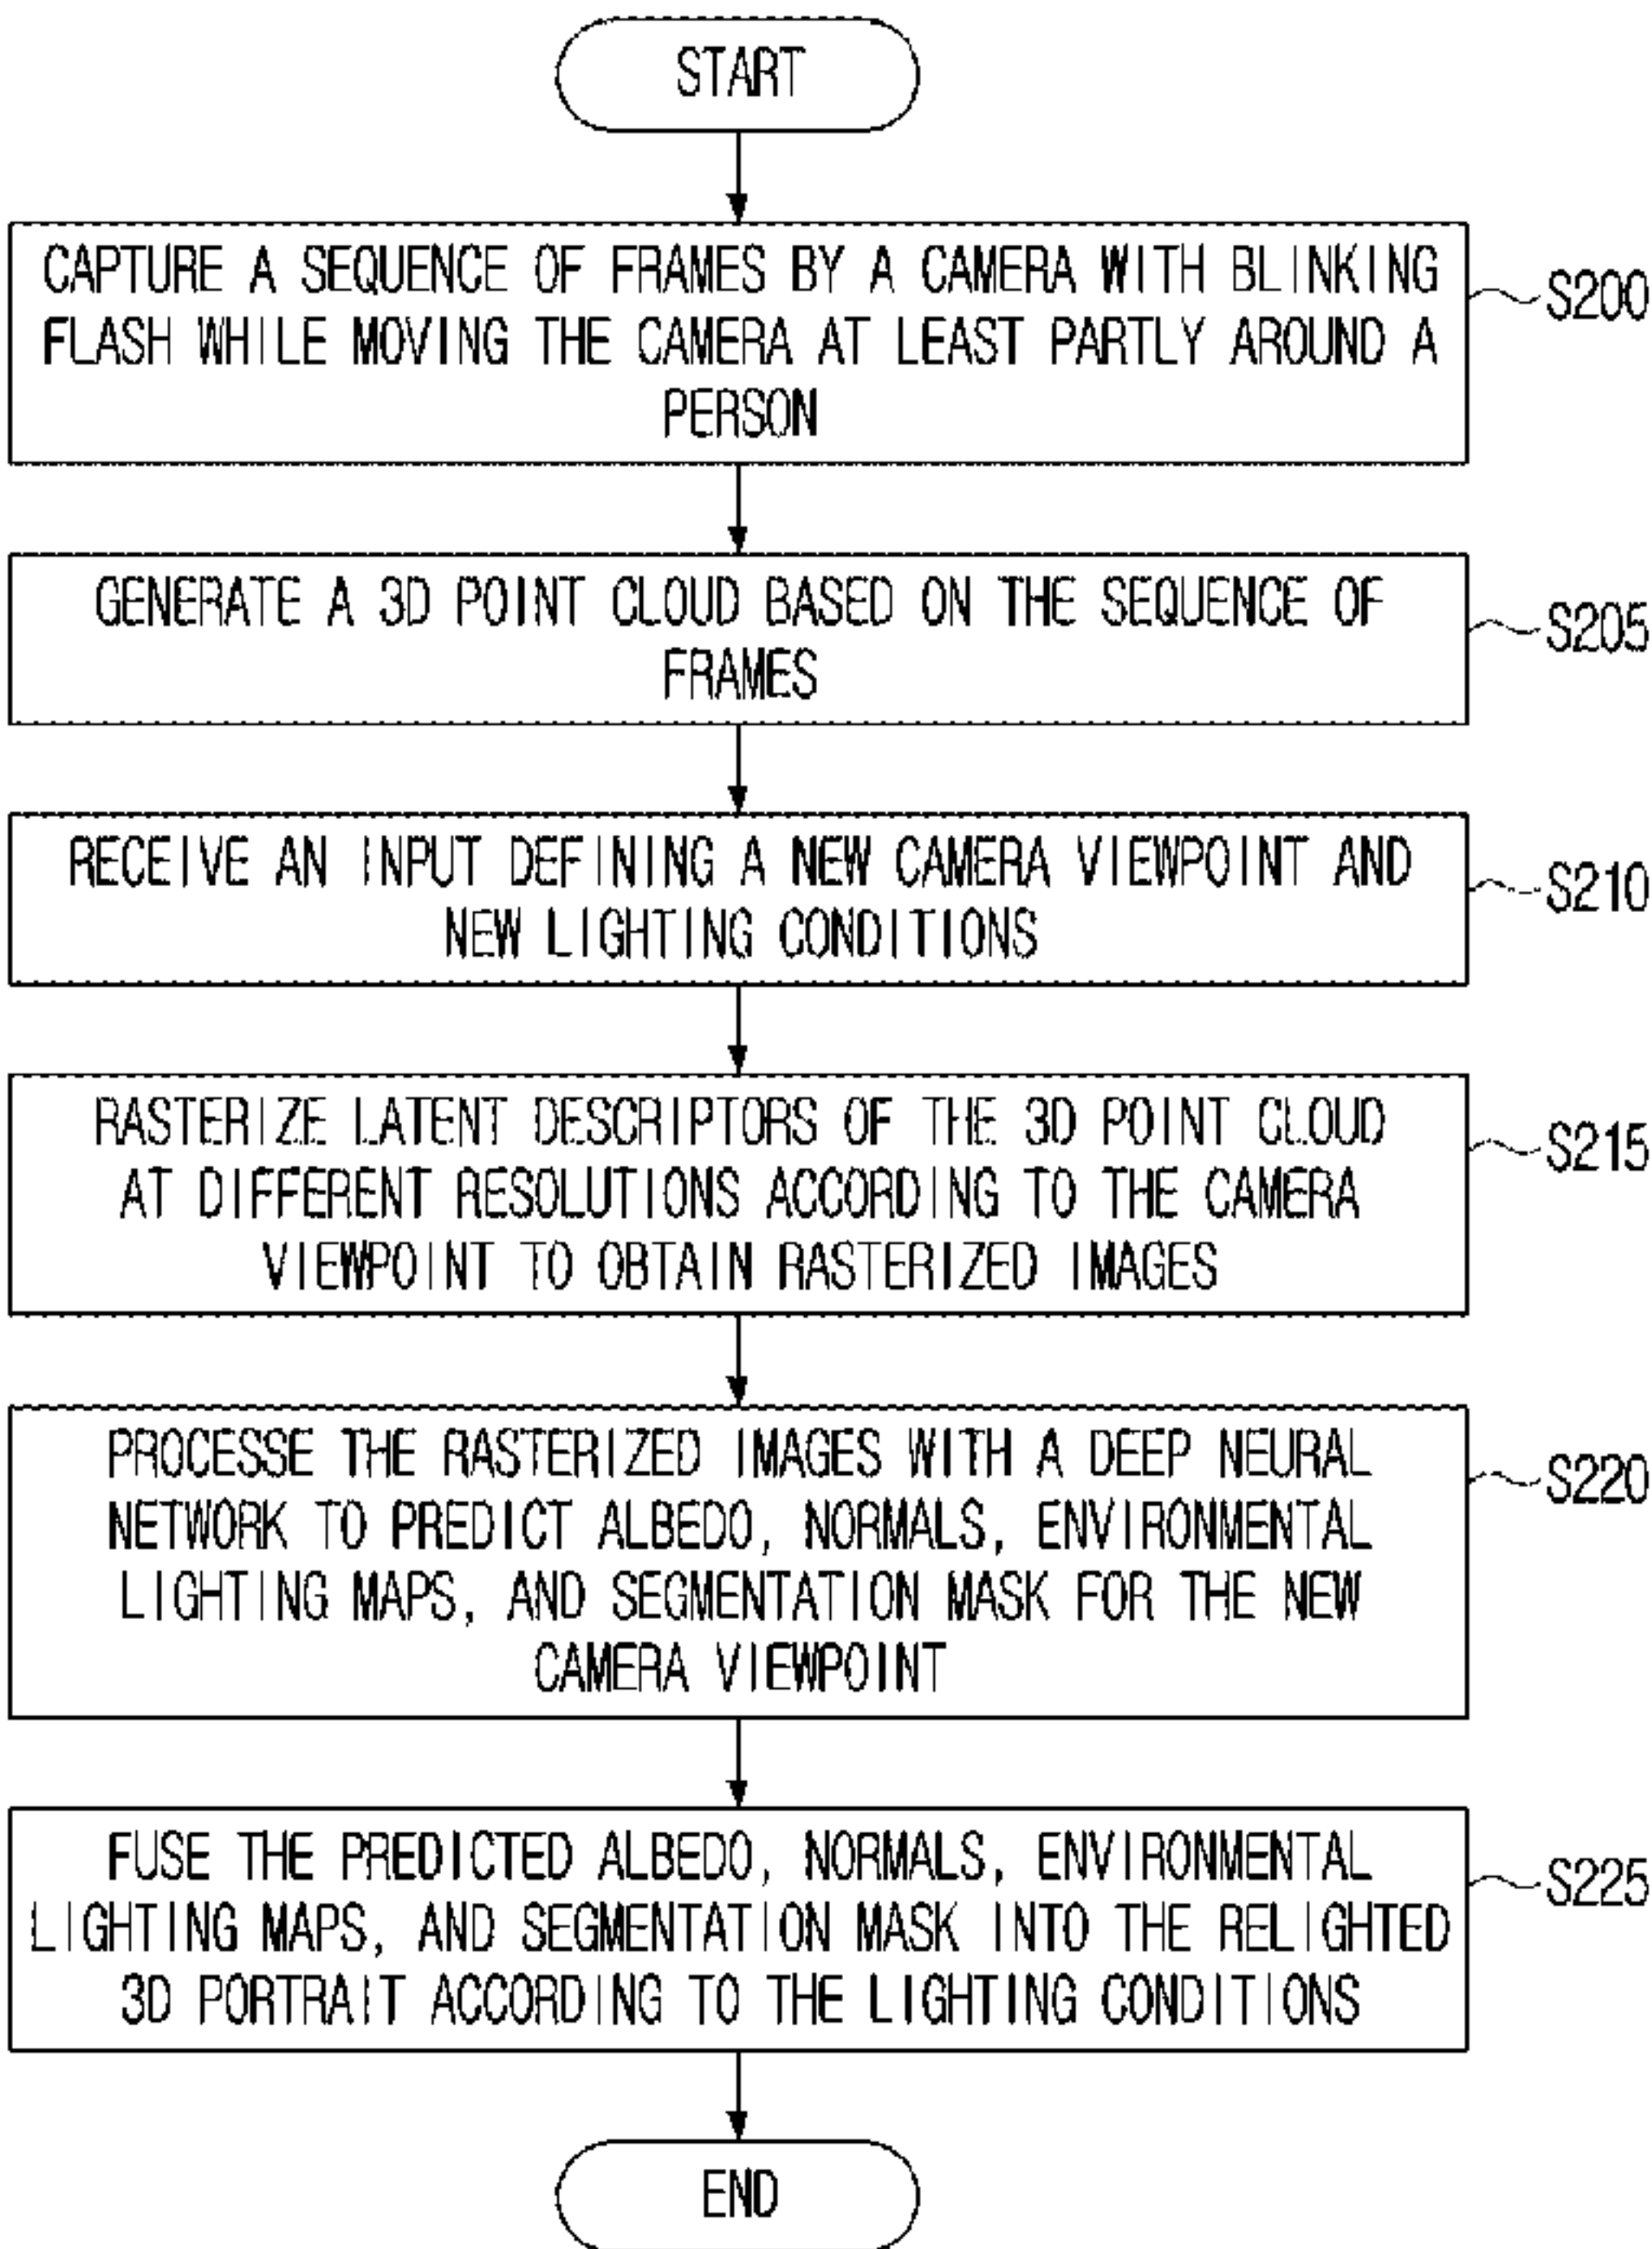 START
CAPTURE A SEQUENCE OF FRAMES BY A CAMERA WITH BLINKING
FLASH WHILE MOVING THE CAMERA AT LEAST PARTLY AROUND A
PERSON
S200
GENERATE A 3D POINT CLOUD BASED ON THE SEQUENCE OF
FRAMES
S205
RECEIVE AN INPUT DEFINING A NEW CAMERA VIEWPOINT AND
NEW LIGHTING CONDITIONS
S210
RASTERIZE LATENT DESCRIPTORS OF THE 3D POINT CLOUD
AT DIFFERENT RESOLUTIONS ACCORDING TO THE CAMERA
VIEWPOINT TO OBTAIN RASTERIZED IMAGES
S215
PROCESSE THE RASTERIZED IMAGES WITH A DEEP NEURAL
NETWORK TO PREDICT ALBEDO, NORMALS, ENVIRONMENTAL
LIGHTING MAPS, AND SEGMENTATION MASK FOR THE NEW
CAMERA VIEWPOINT
S220
FUSE THE PREDICTED ALBEDO, NORMALS, ENVIRONMENTAL
LIGHTING MAPS, AND SEGMENTATION MASK INTO THE RELIGHTED
3D PORTRAIT ACCORDING TO THE LIGHTING CONDITIONS
S225
END